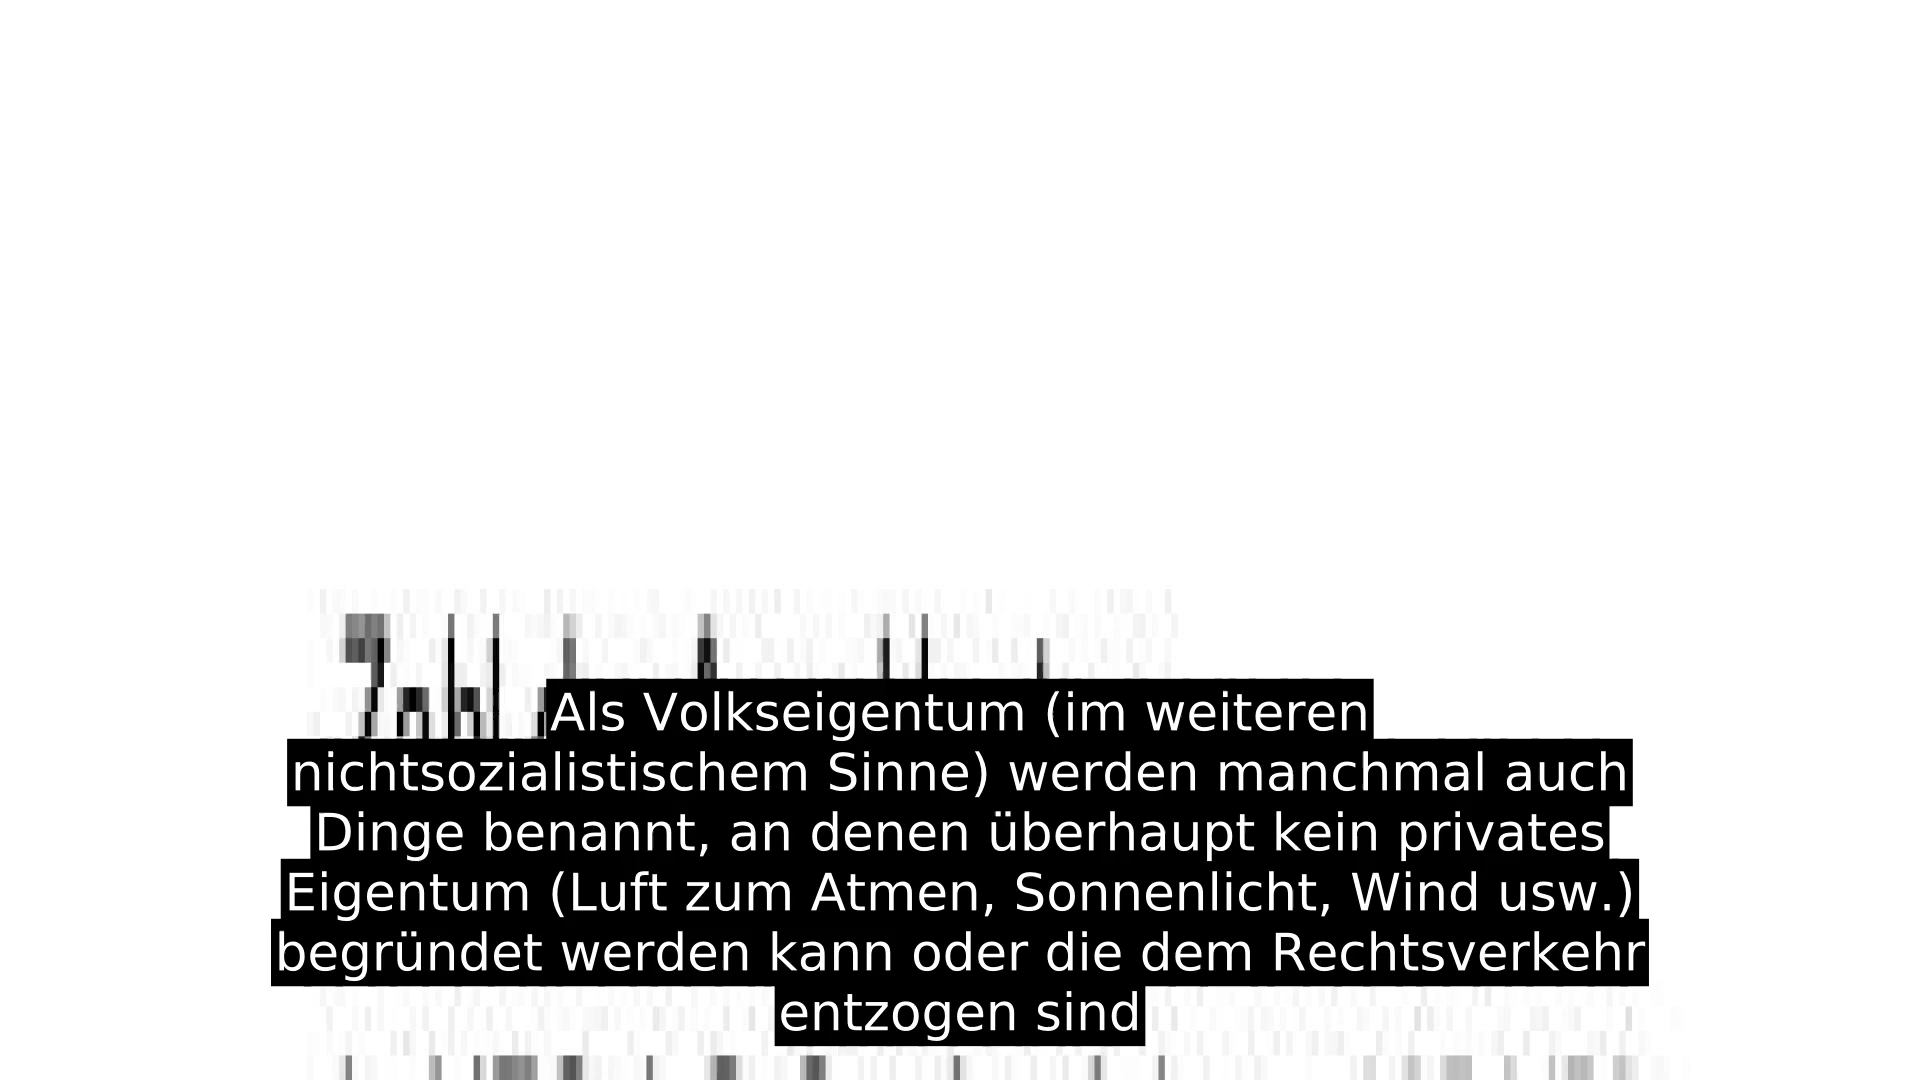 Als Volkseigentum (im weiteren
nichtsozialistischem Sinne) werden manchmal auch
Dinge benannt, an denen überhaupt kein privates
Eigentum (Luft zum Atmen, Sonnenlicht, Wind usw.)
begründet werden kann oder die dem Rechtsverkehr
entzogen sind